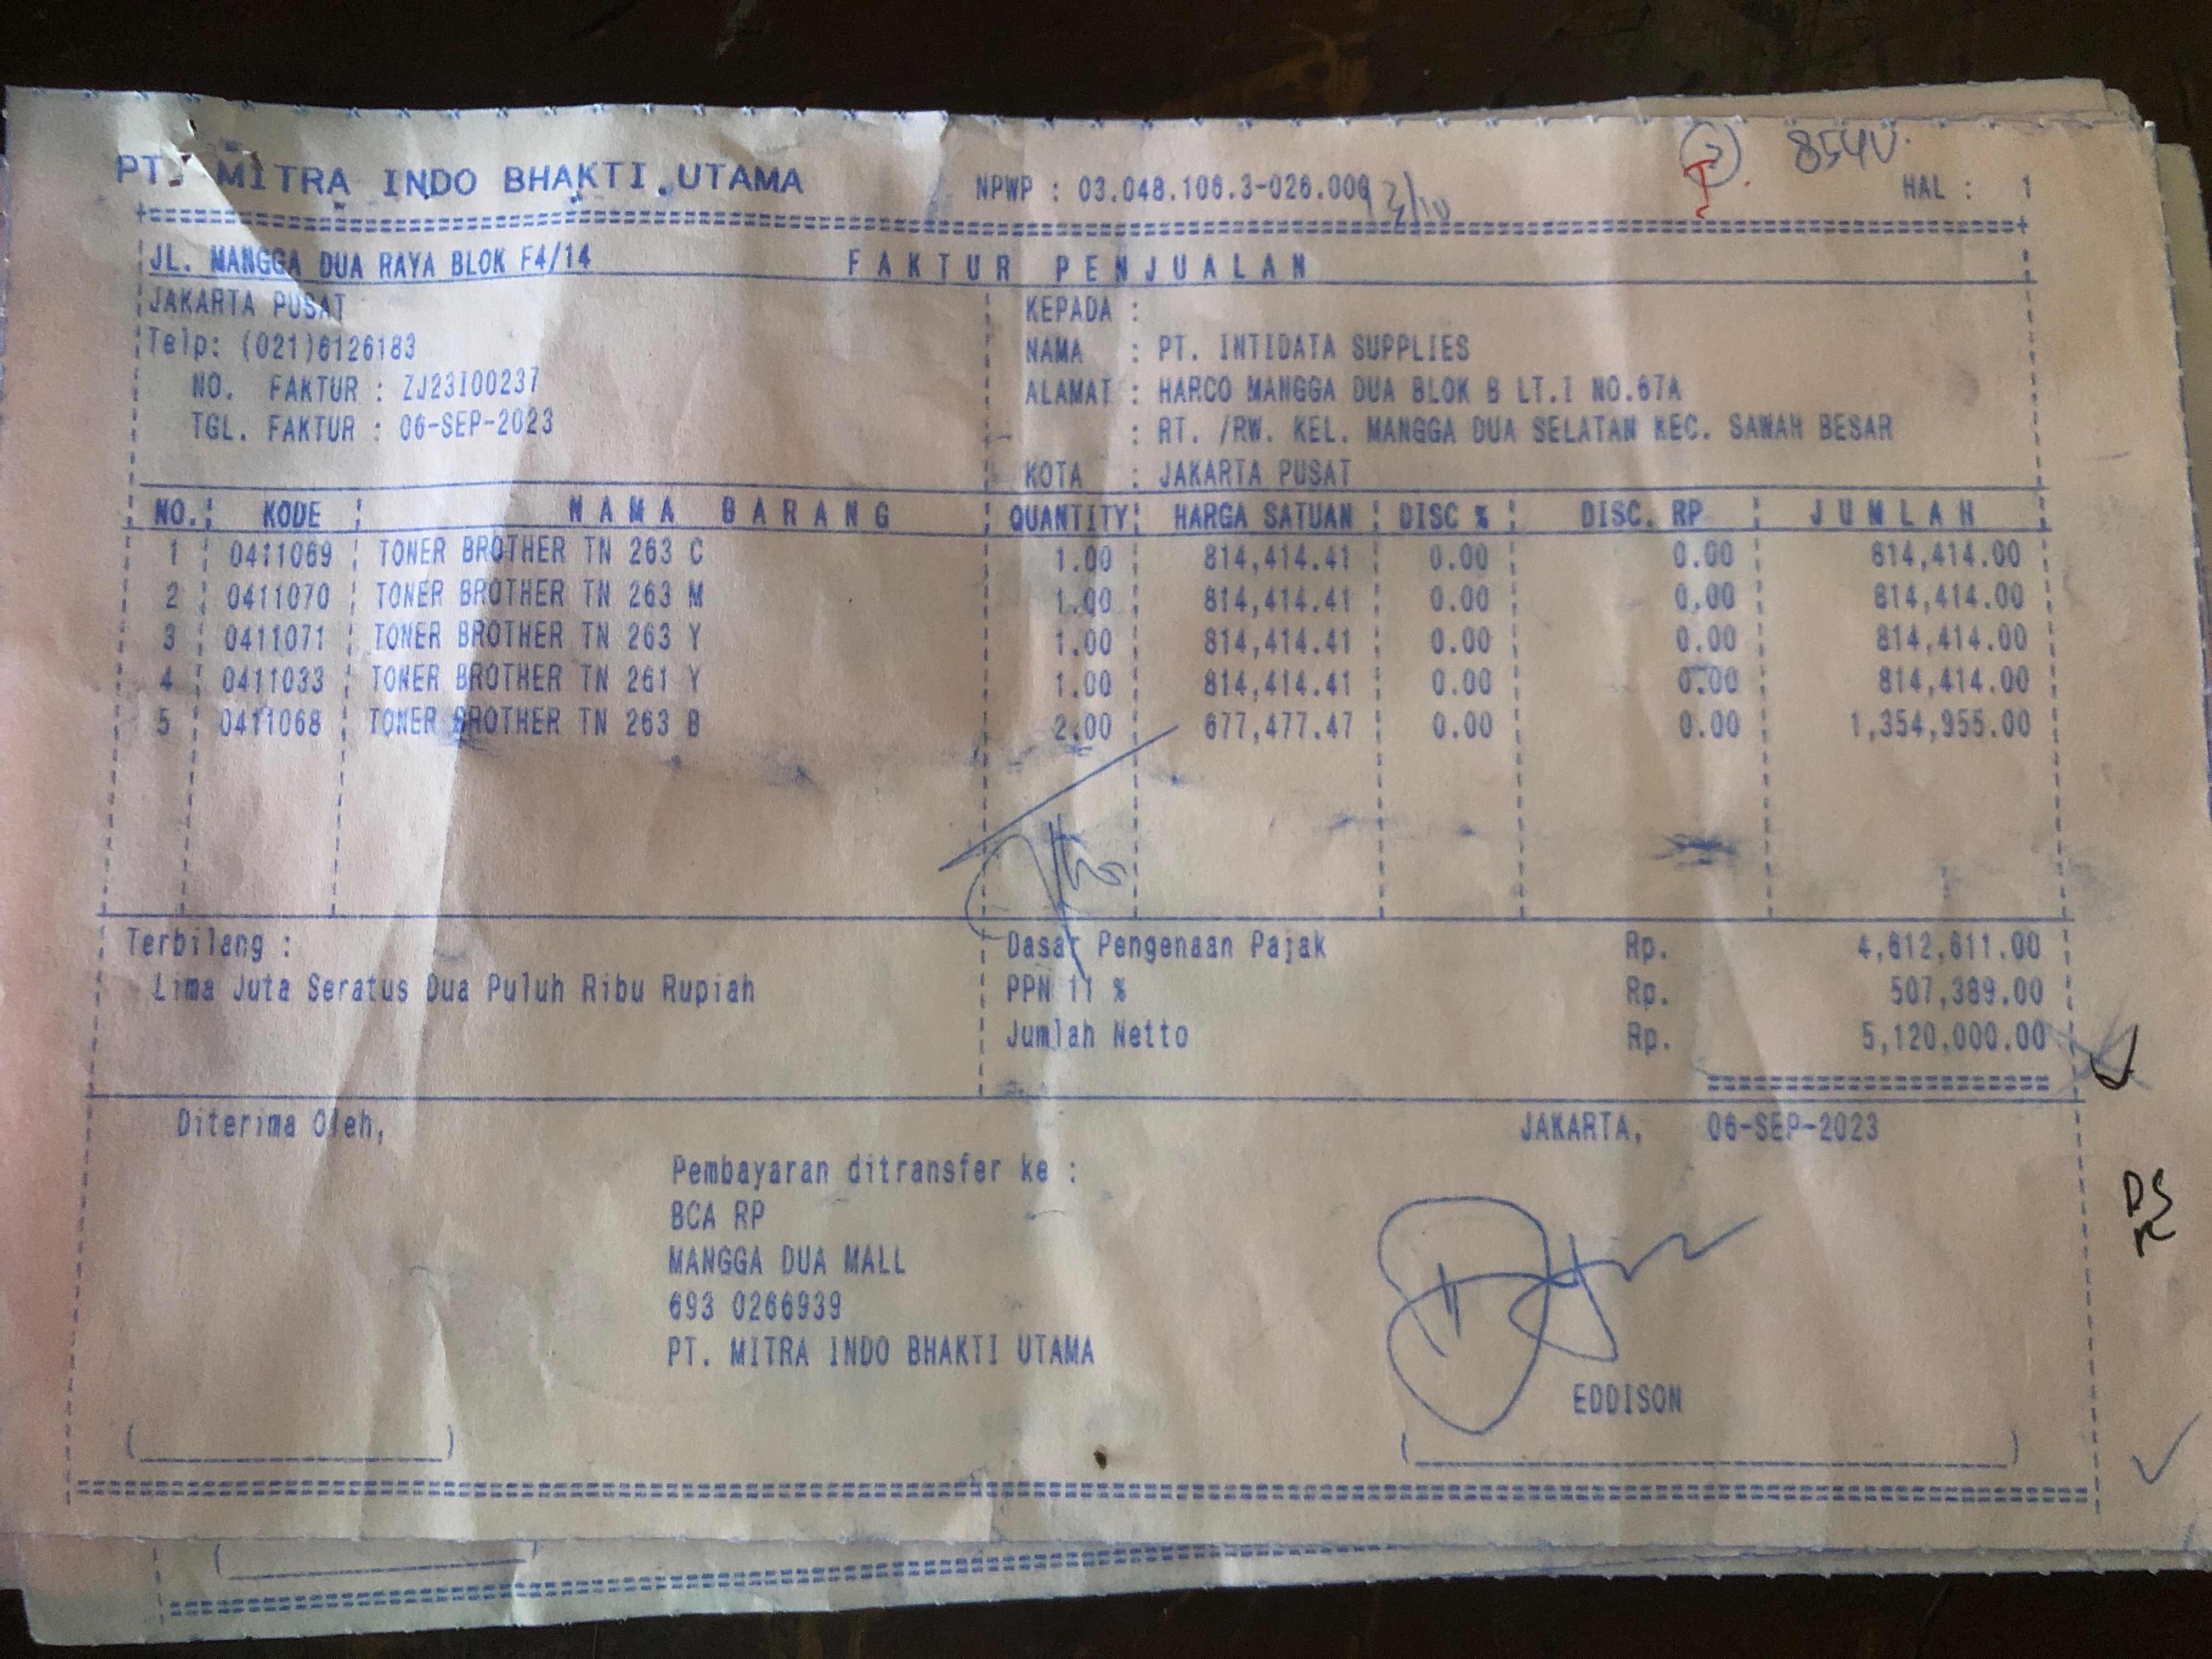 8540.
PT. MITRA INDO BHAKTI UTAMA NPWP : 03.048.106.3-026.000 HAL : 1
JL. MANGGA DUA RAYA BLOK F4/14 FAKTUR PENJUALAN
JAKARTA PUSAT KEPADA :
Telp: (021)6126183 NAMA : PT. INTIDATA SUPPLIES
NO. FAKTUR : ZJ23I00237 ALAMAT : HARCO MANGGA DUA BLOK B LT.I NO.67A
TGL. FAKTUR : 06-SEP-2023 : RT. /RW. KEL. MANGGA DUA SELATAN KEC. SAWAH BESAR
KOTA : JAKARTA PUSAT
NO. KODE NAMA BARANG QUANTITY HARGA SATUAN DISC % DISC. RP JUMLAH
1 0411069 TONER BROTHER TN 263 C 1.00 814,414.41 0.00 0.00 814,414.00
2 0411070 TONER BROTHER TN 263 M 1.00 814,414.41 0.00 0.00 814,414.00
3 0411071 TONER BROTHER TN 263 Y 1.00 814,414.41 0.00 0.00 814,414.00
4 0411033 TONER BROTHER TN 261 Y 1.00 814,414.41 0.00 0.00 814,414.00
5 0411068 TONER BROTHER TN 263 B 2.00 677,477.47 0.00 0.00 1,354,955.00
Terbilang : Dasar Pengenaan Pajak Rp. 4,612,611.00
Lima Juta Seratus Dua Puluh Ribu Rupiah PPN 11 % Rp. 507,389.00
Jumlah Netto Rp. 5,120,000.00
Diterima Oleh, JAKARTA, 06-SEP-2023
Pembayaran ditransfer ke :
BCA RP
MANGGA DUA MALL
693 0266939
PT. MITRA INDO BHAKTI UTAMA
EDDISON